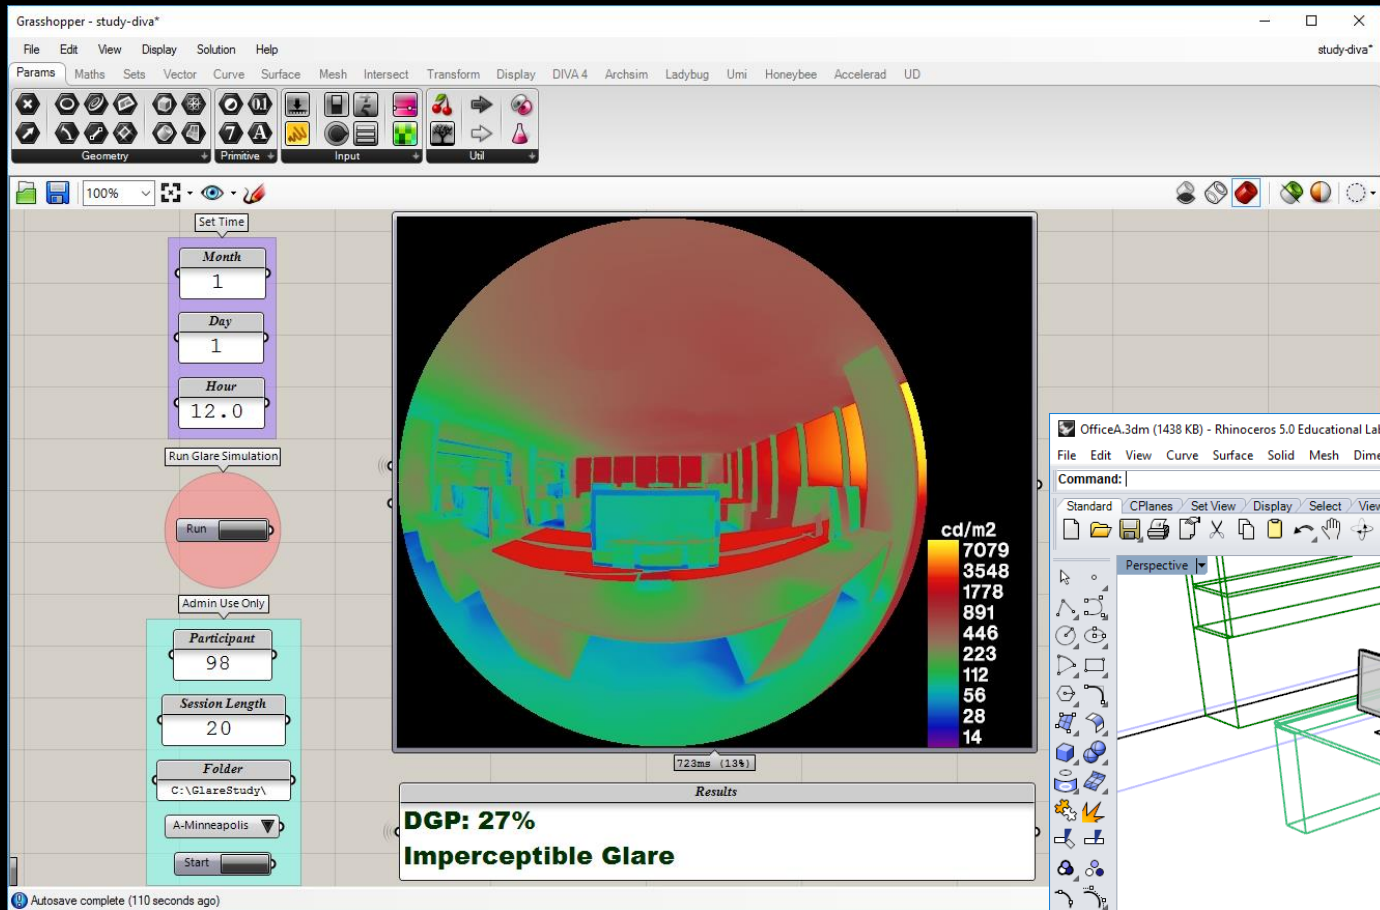 Grasshopper - study-diva*
File Edit View Display Solution Help
study-diva*
Params Maths Sets Vector Curve Surface Mesh Intersect Transform Display DIVA 4 Archsim Ladybug Umi Honeybee Accelerad UD
Geometry Primitive Input Util
100%
Set Time
Month
1
Day
1
Hour
12.0
Run Glare Simulation
Run
Admin Use Only
Participant
98
Session Length
20
Folder
C:\GlareStudy\
A-Minneapolis
Start
cd/m2
7079
3548
1778
891
446
223
112
56
28
14
723ms (13%)
Results
DGP: 27%
Imperceptible Glare
Autosave complete (110 seconds ago)
OfficeA.3dm (1438 KB) - Rhinoceros 5.0 Educational Lab
File Edit View Curve Surface Solid Mesh Dime
Command:
Standard CPlanes Set View Display Select View
Perspective